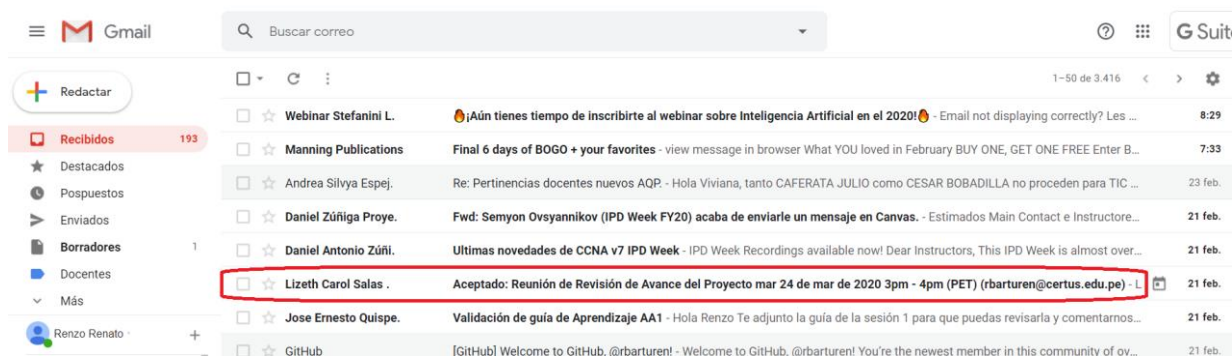 Gmail
Buscar correo
G Suite
Redactar
1–50 de 3.416
Recibidos 193
Destacados
Pospuestos
Enviados
Borradores 1
Docentes
Más
Renzo Renato
Webinar Stefanini L. 🔥¡Aún tienes tiempo de inscribirte al webinar sobre Inteligencia Artificial en el 2020!🔥 - Email not displaying correctly? Les ... 8:29
Manning Publications Final 6 days of BOGO + your favorites - view message in browser What YOU loved in February BUY ONE, GET ONE FREE Enter B... 7:33
Andrea Silvya Espej. Re: Pertinencias docentes nuevos AQP. - Hola Viviana, tanto CAFERATA JULIO como CESAR BOBADILLA no proceden para TIC ... 23 feb.
Daniel Zúñiga Proye. Fwd: Semyon Ovsyannikov (IPD Week FY20) acaba de enviarle un mensaje en Canvas. - Estimados Main Contact e Instructore... 21 feb.
Daniel Antonio Zúñi. Ultimas novedades de CCNA v7 IPD Week - IPD Week Recordings available now! Dear Instructors, This IPD Week is almost over... 21 feb.
Lizeth Carol Salas . Aceptado: Reunión de Revisión de Avance del Proyecto mar 24 de mar de 2020 3pm - 4pm (PET) (rbarturen@certus.edu.pe) - L 21 feb.
Jose Ernesto Quispe. Validación de guía de Aprendizaje AA1 - Hola Renzo Te adjunto la guía de la sesión 1 para que puedas revisarla y comentarnos... 21 feb.
GitHub [GitHub] Welcome to GitHub, @rbarturen! - Welcome to GitHub, @rbarturen! You're the newest member in this community of ov... 21 feb.